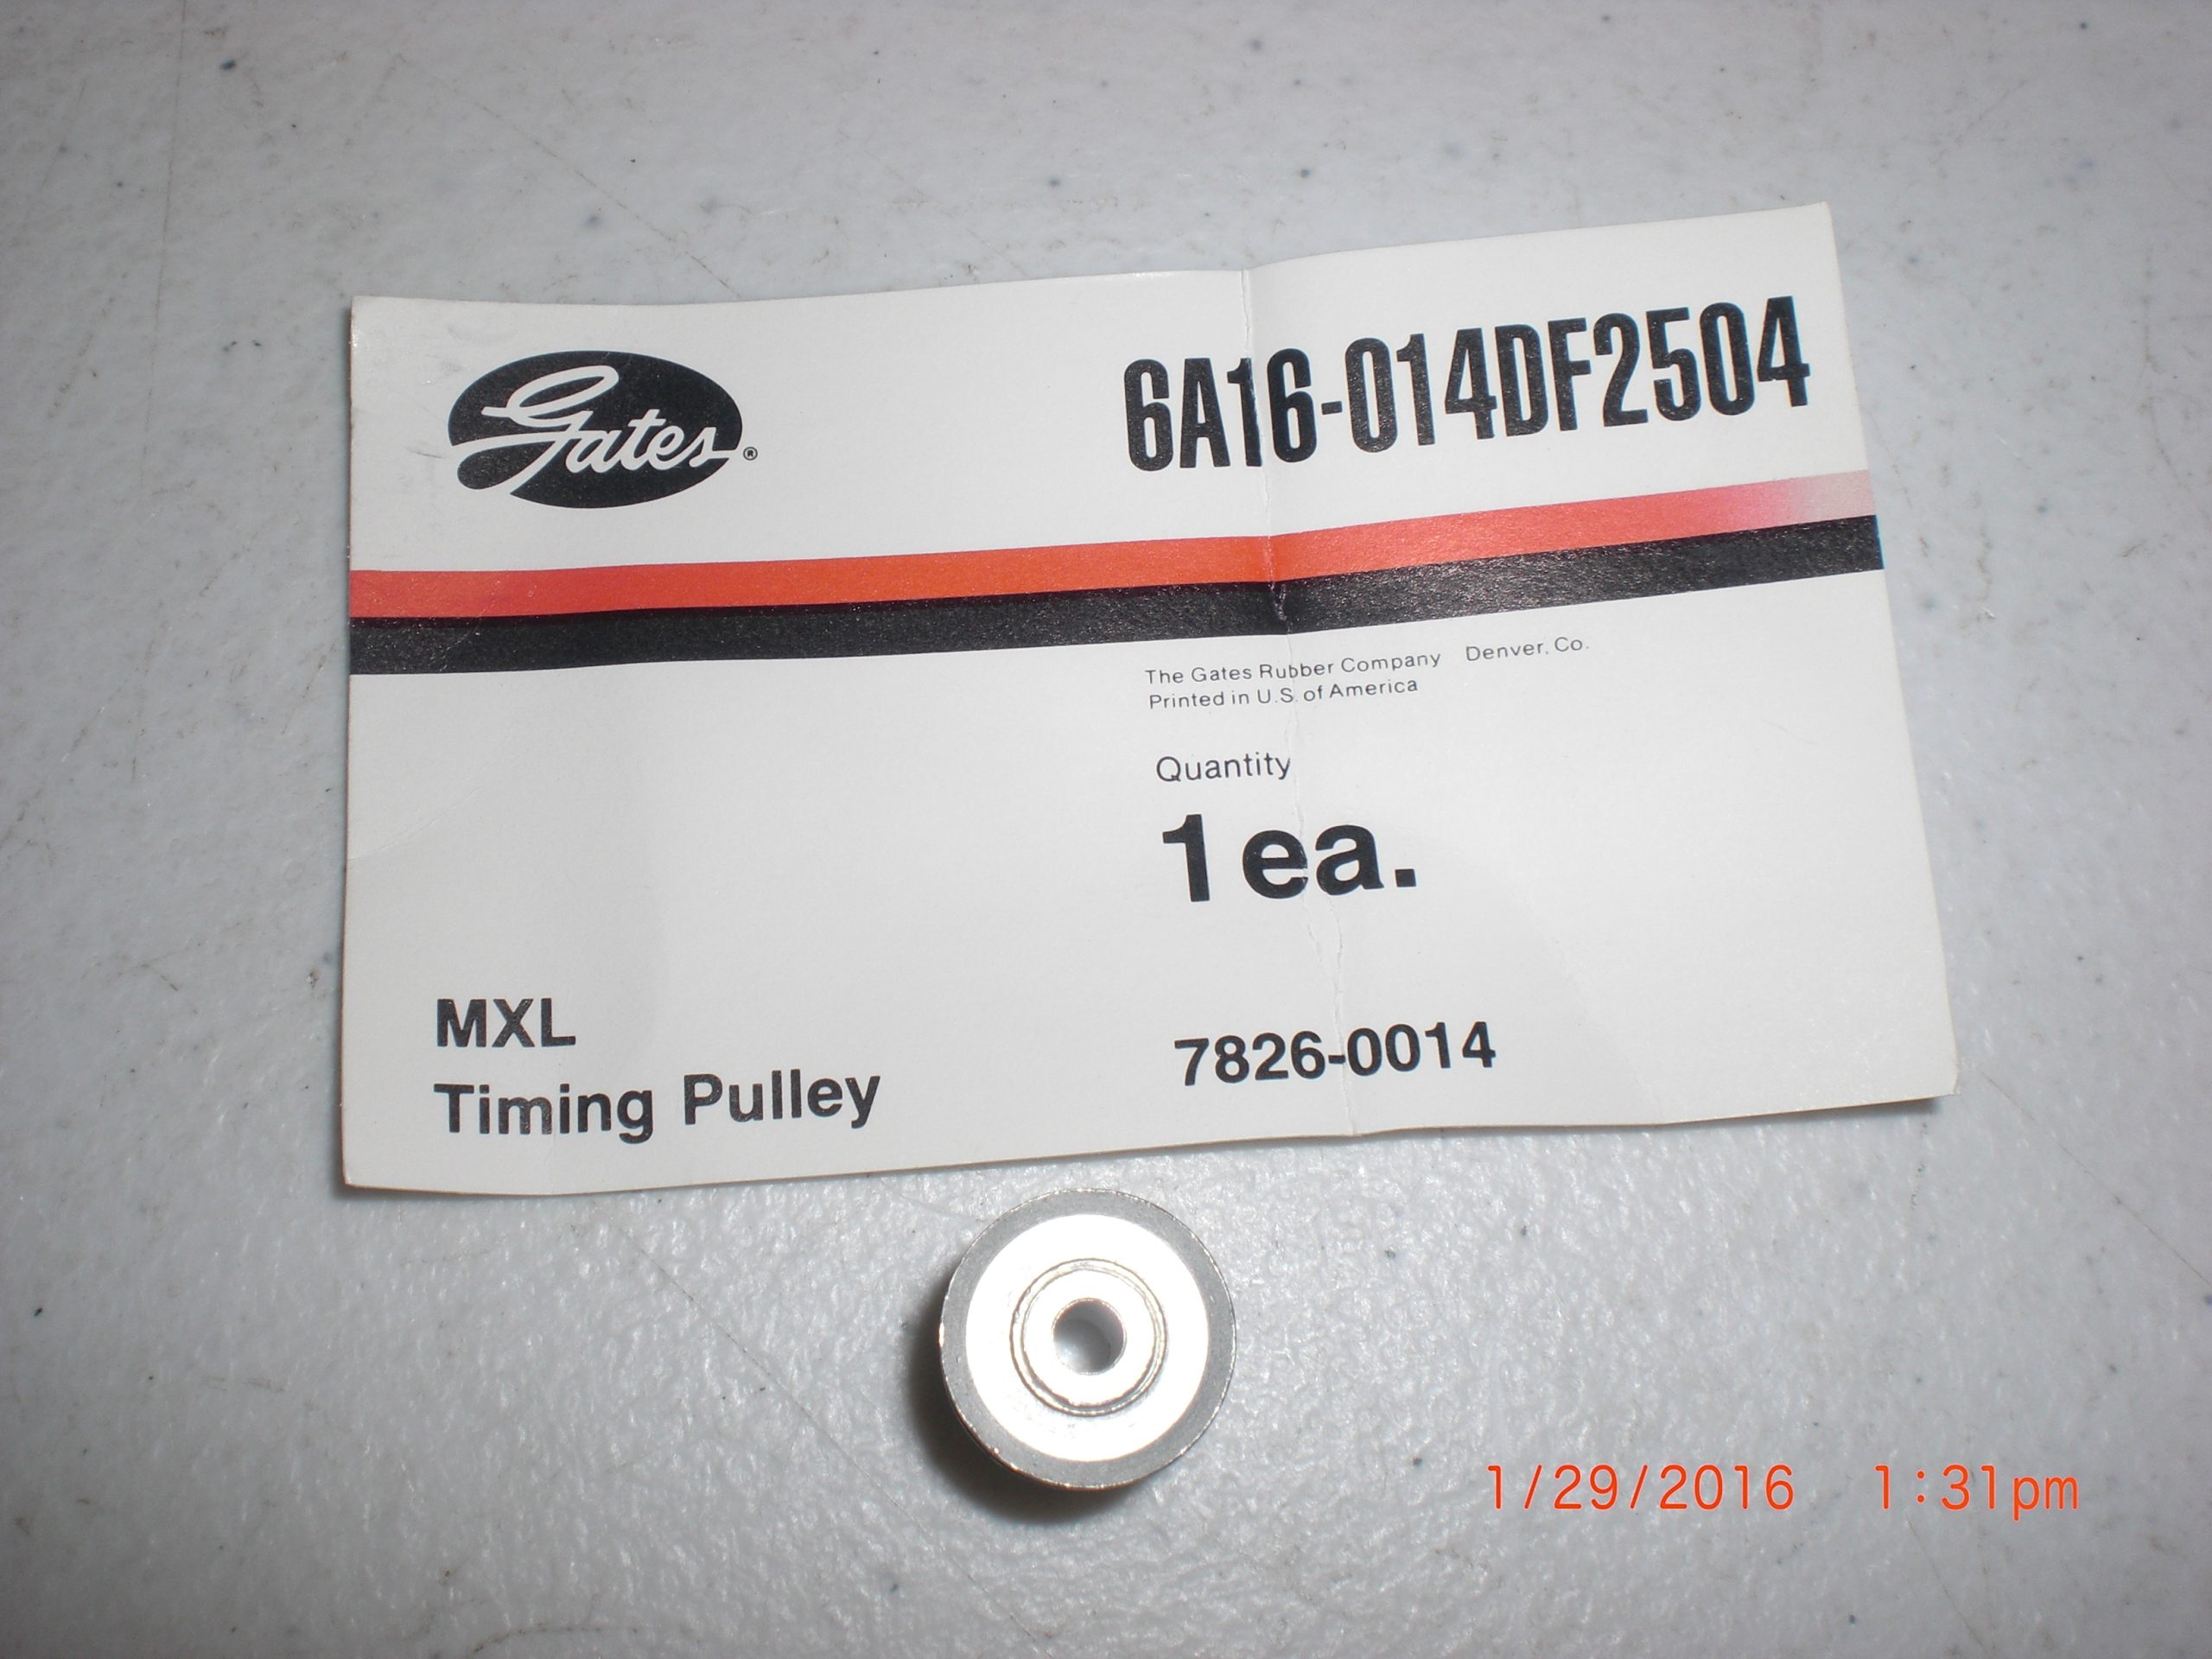 Gates®
6A16-014DF2504
The Gates Rubber Company Denver, Co.
Printed in U.S. of America
Quantity
1 ea.
MXL
Timing Pulley
7826-0014
1/29/2016 1:31pm